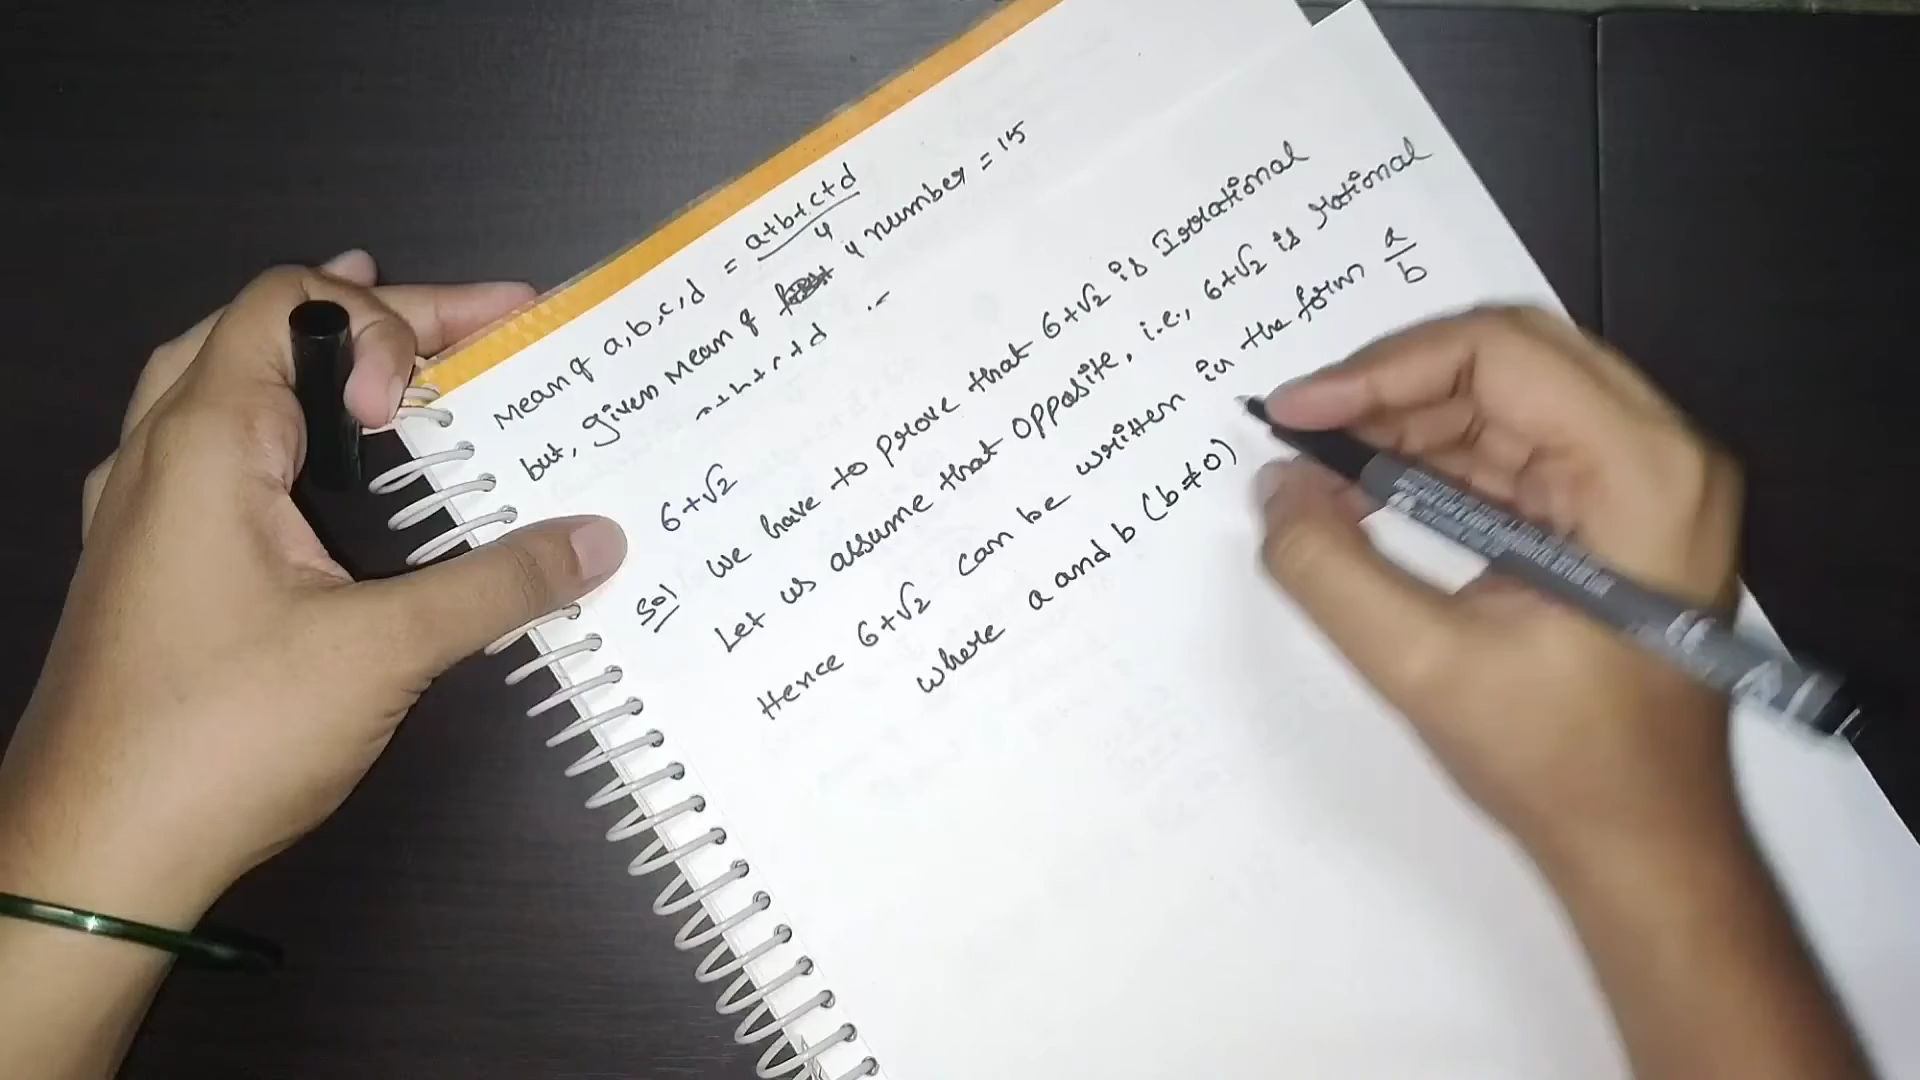 Mean of a,b,c,d = a+b+c+d/4
but, given Mean of 4 number = 15
a+b+c+d
6+√2
Sol we have to prove that 6+√2 is Irrational
Let us assume that opposite, i.e., 6+√2 is rational
Hence 6+√2 can be written in the form a/b
where a and b (b≠0)